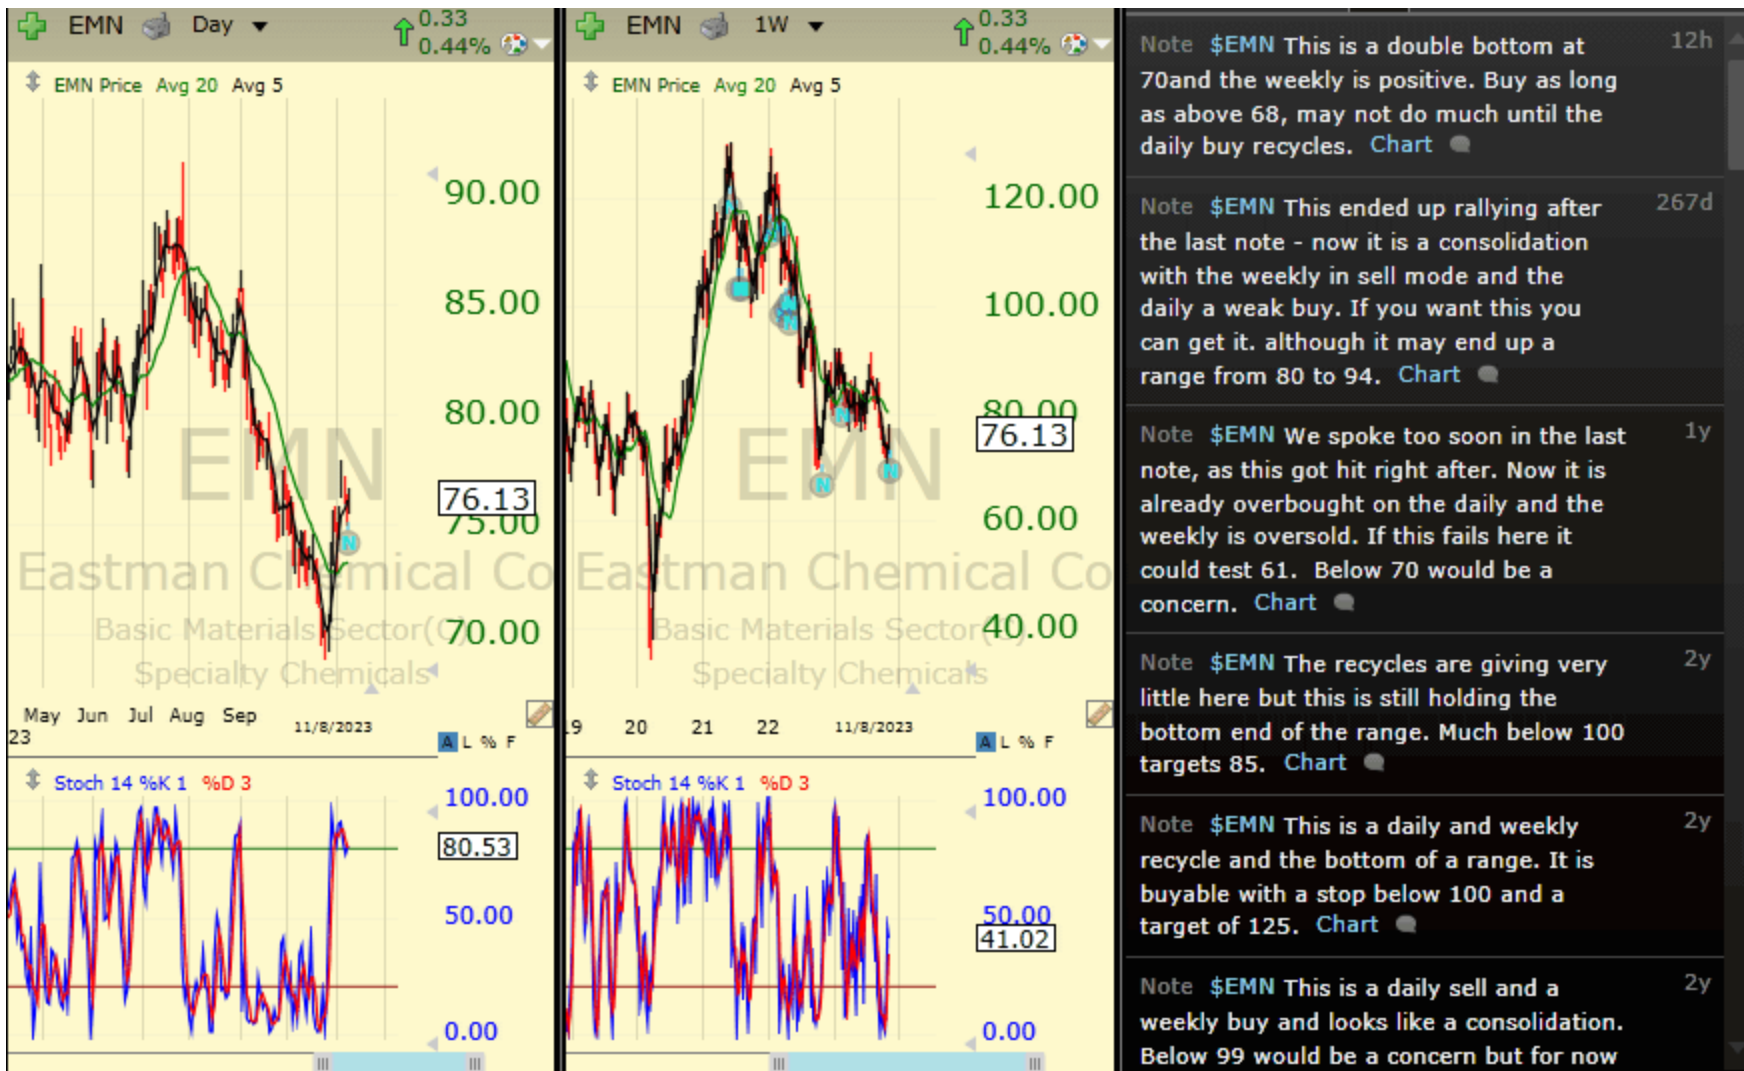 EMN Day 0.33
0.44%
EMN Price Avg 20 Avg 5
90.00
85.00
80.00
EMN
76.13
75.00
Eastman Chemical Co
Basic Materials Sector(C)
70.00
Specialty Chemicals
May Jun Jul Aug Sep
23
11/8/2023
A L % F
Stoch 14 %K 1 %D 3
100.00
80.53
50.00
0.00
EMN 1W 0.33
0.44%
EMN Price Avg 20 Avg 5
120.00
100.00
80.00
76.13
EMN
N
N
N
N
60.00
Eastman Chemical Co
Basic Materials Sector(C)
40.00
Specialty Chemicals
19 20 21 22 11/8/2023
A L % F
Stoch 14 %K 1 %D 3
100.00
50.00
41.02
0.00
Note $EMN This is a double bottom at 12h
70and the weekly is positive. Buy as long
as above 68, may not do much until the
daily buy recycles. Chart
Note $EMN This ended up rallying after 267d
the last note - now it is a consolidation
with the weekly in sell mode and the
daily a weak buy. If you want this you
can get it. although it may end up a
range from 80 to 94. Chart
Note $EMN We spoke too soon in the last 1y
note, as this got hit right after. Now it is
already overbought on the daily and the
weekly is oversold. If this fails here it
could test 61. Below 70 would be a
concern. Chart
Note $EMN The recycles are giving very 2y
little here but this is still holding the
bottom end of the range. Much below 100
targets 85. Chart
Note $EMN This is a daily and weekly 2y
recycle and the bottom of a range. It is
buyable with a stop below 100 and a
target of 125. Chart
Note $EMN This is a daily sell and a 2y
weekly buy and looks like a consolidation.
Below 99 would be a concern but for now